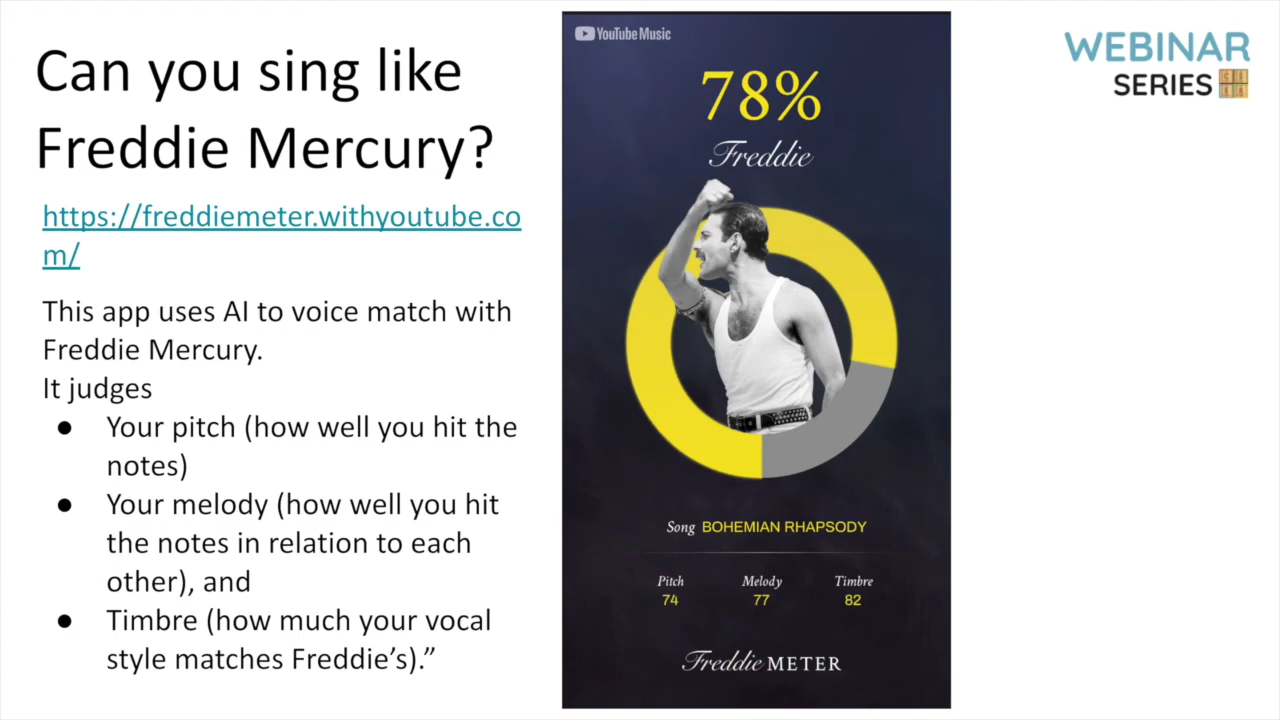 Can you sing like
Freddie Mercury?
https://freddiemeter.withyoutube.co
m/
This app uses AI to voice match with
Freddie Mercury.
It judges
● Your pitch (how well you hit the
notes)
● Your melody (how well you hit
the notes in relation to each
other), and
● Timbre (how much your vocal
style matches Freddie’s).”
YouTube Music
78%
Freddie
Song BOHEMIAN RHAPSODY
Pitch Melody Timbre
74 77 82
Freddie METER
WEBINAR
SERIES